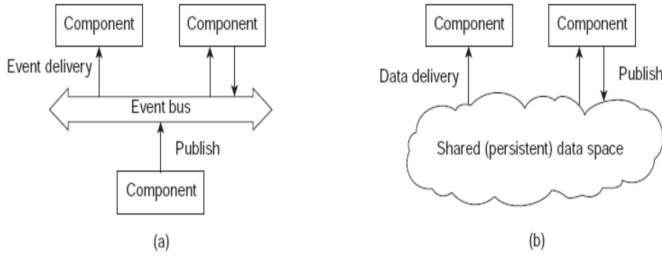 Component
Component
Event delivery
Event bus
Publish
Component
(a)
Component
Component
Data delivery
Publish
Shared (persistent) data space
(b)